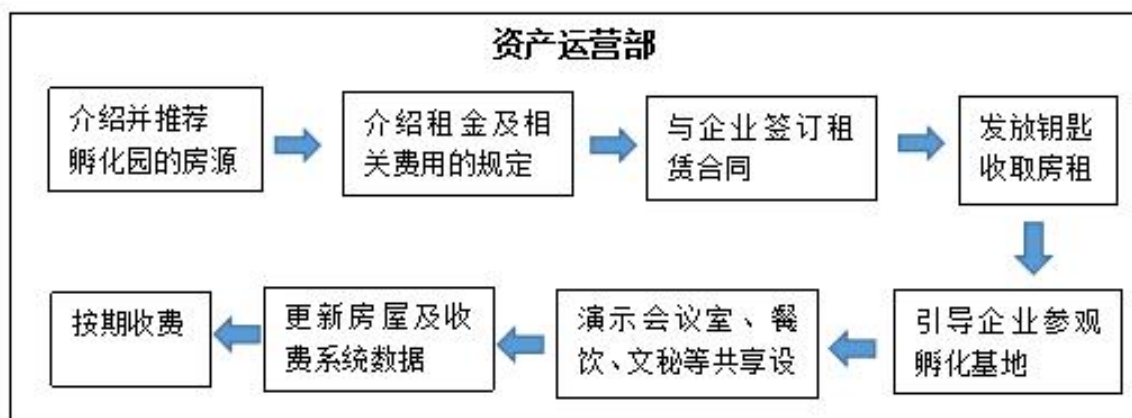 资产运营部
介绍并推荐
孵化园的房源
介绍租金及相
关费用的规定
与企业签订租
赁合同
发放钥匙
收取房租
引导企业参观
孵化基地
演示会议室、餐
饮、文秘等共享设
更新房屋及收
费系统数据
按期收费